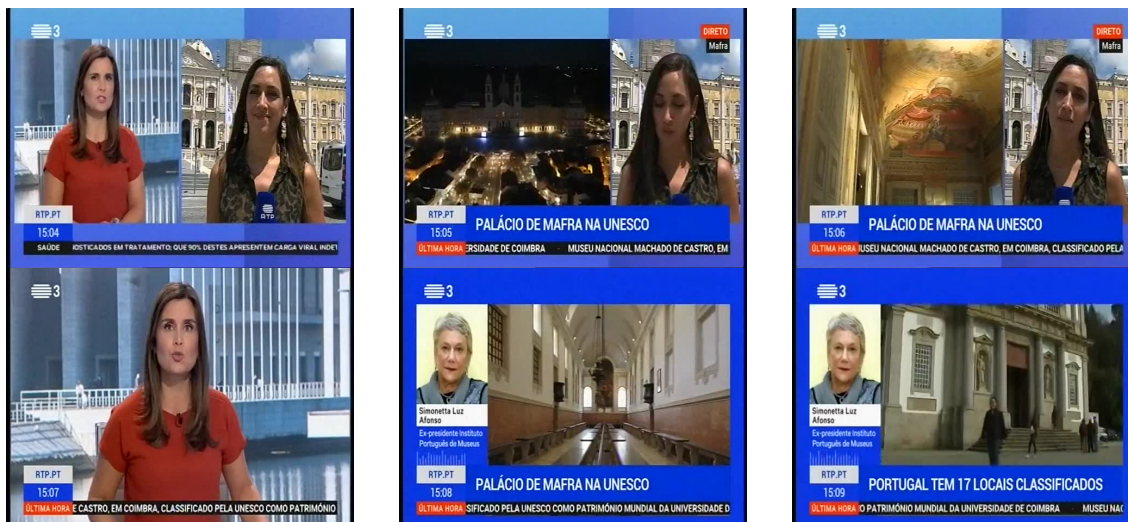 3
RTP
RTP.PT
15:04
SAÚDE OSTICADOS EM TRATAMENTO; QUE 90% DESTES APRESENTEM CARGA VIRAL INDET
3
DIRETO
Mafra
RTP.PT
15:05
PALÁCIO DE MAFRA NA UNESCO
ÚLTIMA HORA ERSIDADE DE COIMBRA · MUSEU NACIONAL MACHADO DE CASTRO, EM
3
DIRETO
Mafra
RTP.PT
15:06
PALÁCIO DE MAFRA NA UNESCO
ÚLTIMA HORA USEU NACIONAL MACHADO DE CASTRO, EM COIMBRA, CLASSIFICADO PELA
3
RTP.PT
15:07
ÚLTIMA HORA E CASTRO, EM COIMBRA, CLASSIFICADO PELA UNESCO COMO PATRIMÓNIO
3
Simonetta Luz
Afonso
Ex-presidente Instituto
Português de Museus
RTP.PT
15:08
PALÁCIO DE MAFRA NA UNESCO
ÚLTIMA HORA SIFICADO PELA UNESCO COMO PATRIMÓNIO MUNDIAL DA UNIVERSIDADE D
3
Simonetta Luz
Afonso
Ex-presidente Instituto
Português de Museus
RTP.PT
15:09
PORTUGAL TEM 17 LOCAIS CLASSIFICADOS
ÚLTIMA HORA O PATRIMÓNIO MUNDIAL DA UNIVERSIDADE DE COIMBRA · MUSEU NAC